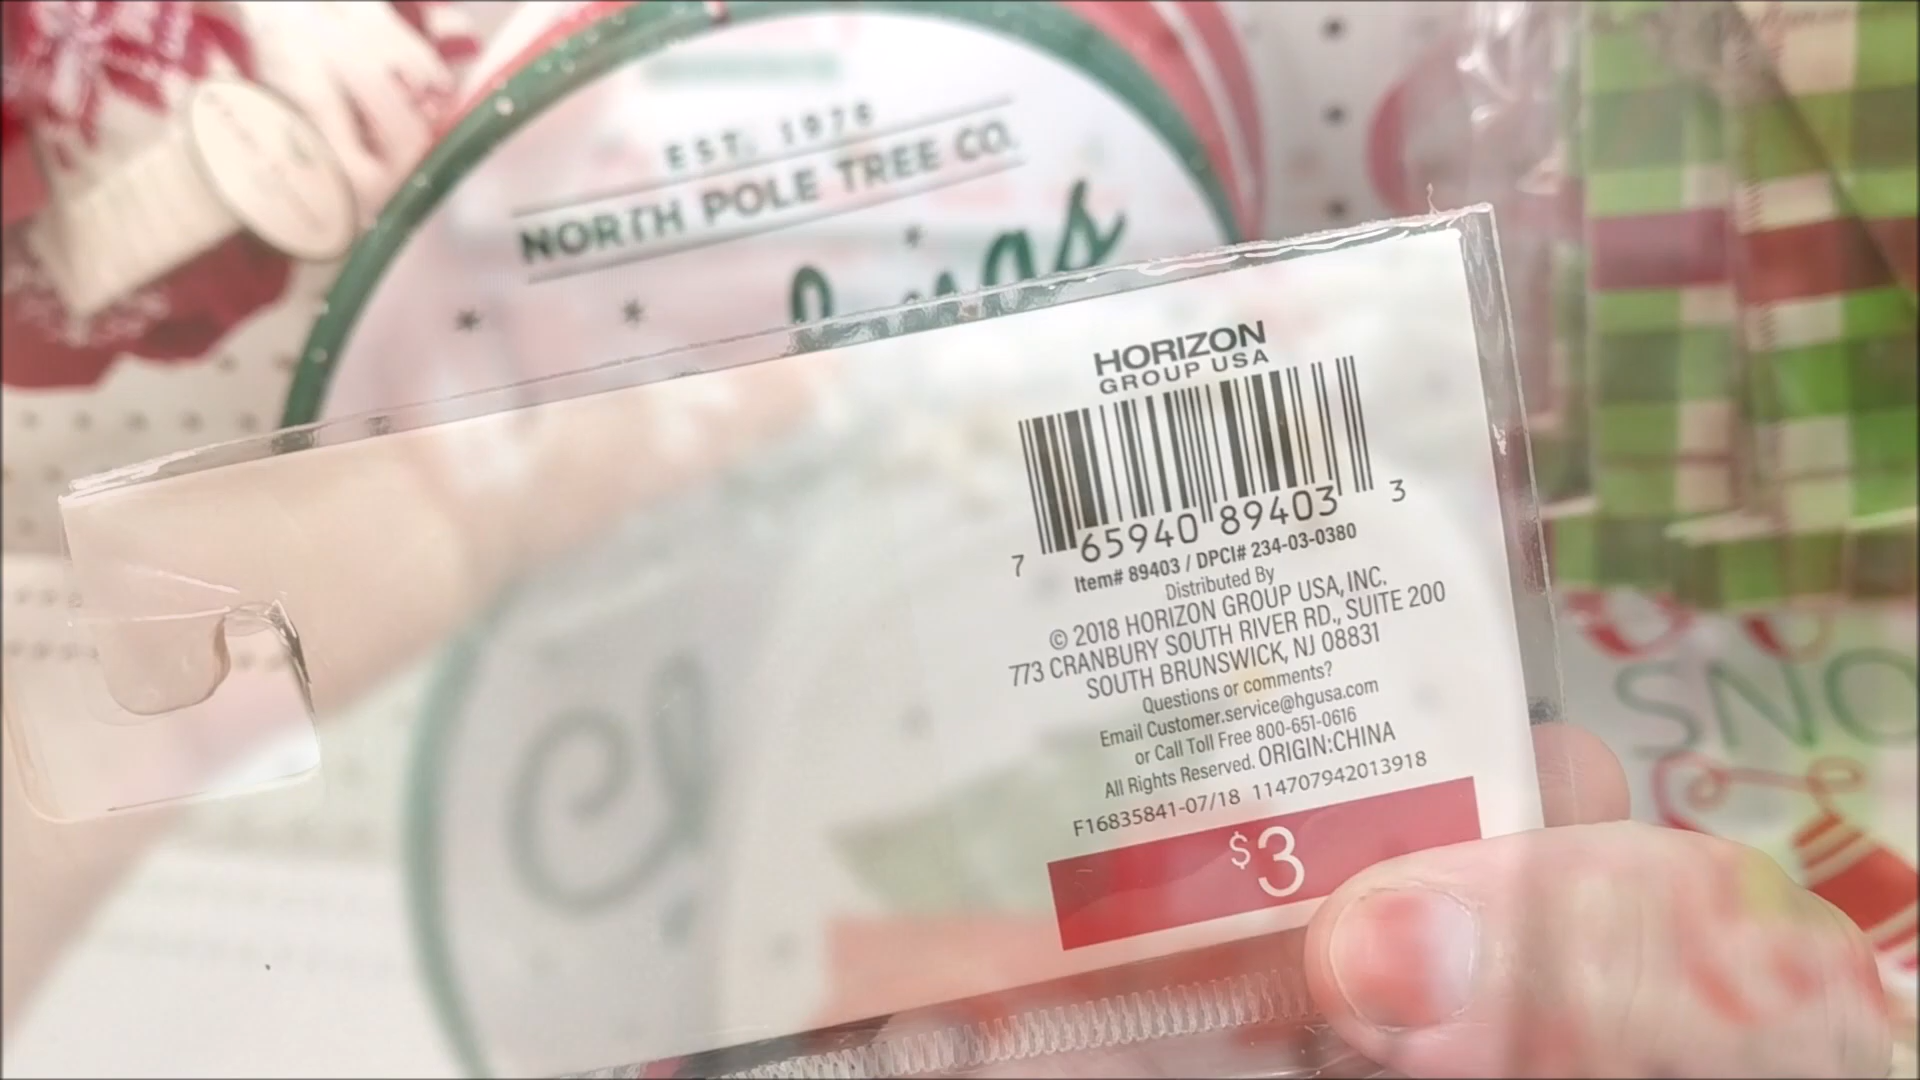 EST. 1978
NORTH POLE TREE CO.
HORIZON
GROUP USA
7 65940 89403 3
Item# 89403 / DPCI# 234-03-0380
Distributed By
© 2018 HORIZON GROUP USA, INC.
773 CRANBURY SOUTH RIVER RD., SUITE 200
SOUTH BRUNSWICK, NJ 08831
Questions or comments?
Email Customer.service@hgusa.com
or Call Toll Free 800-651-0616
All Rights Reserved. ORIGIN:CHINA
F16835841-07/18 114707942013918
$3
SNO